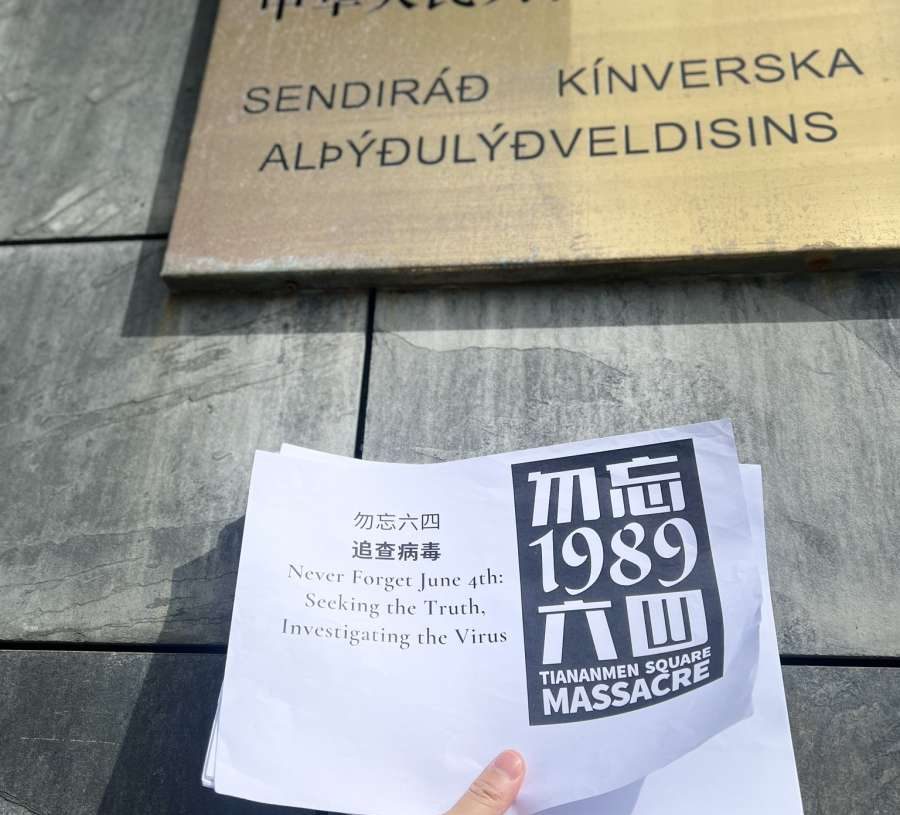 SENDIRÁÐ KÍNVERSKA
ALÞÝÐULÝÐVELDISINS
勿忘六四
追查病毒
Never Forget June 4th:
Seeking the Truth,
Investigating the Virus
勿忘
1989
六四
TIANANMEN SQUARE
MASSACRE